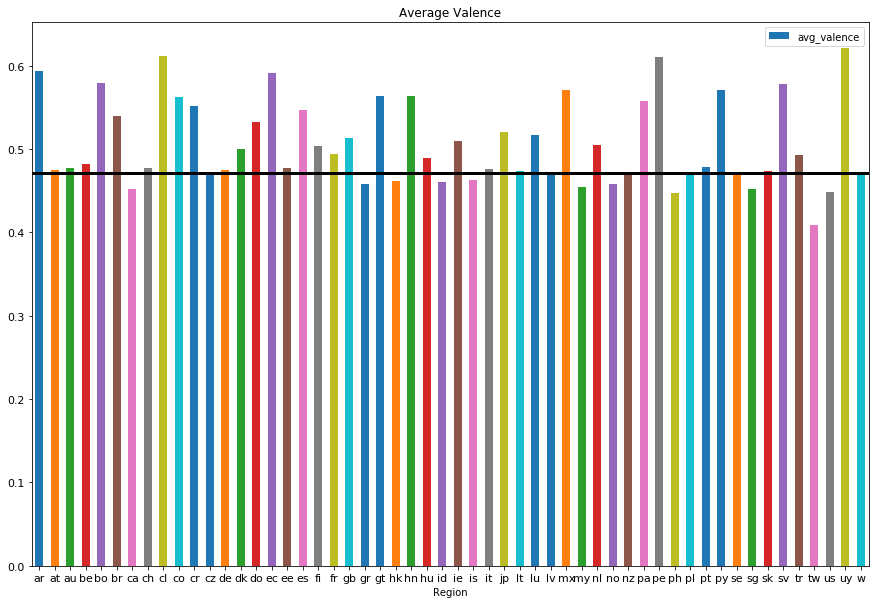 Average Valence
avg_valence
0.6
0.5
0.4
0.3
0.2
0.1
0.0
ar at au be bo br ca ch cl co cr cz de dk do ec ee es fi fr gb gr gt hk hn hu id ie is it jp lt lu lv mx my nl no nz pa pe ph pl pt py se sg sk sv tr tw us uy w
Region